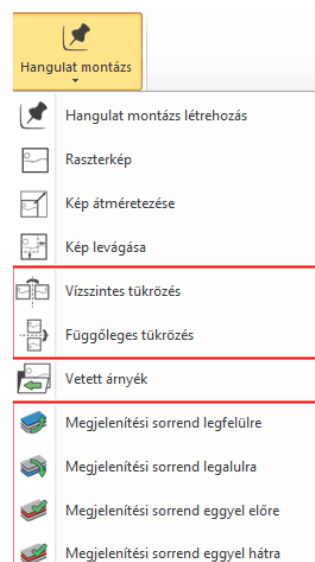 Hangulat montázs
Hangulat montázs létrehozás
Raszterkép
Kép átméretezése
Kép levágása
Vízszintes tükrözés
Függőleges tükrözés
Vetett árnyék
Megjelenítési sorrend legfelülre
Megjelenítési sorrend legalulra
Megjelenítési sorrend eggyel előre
Megjelenítési sorrend eggyel hátra